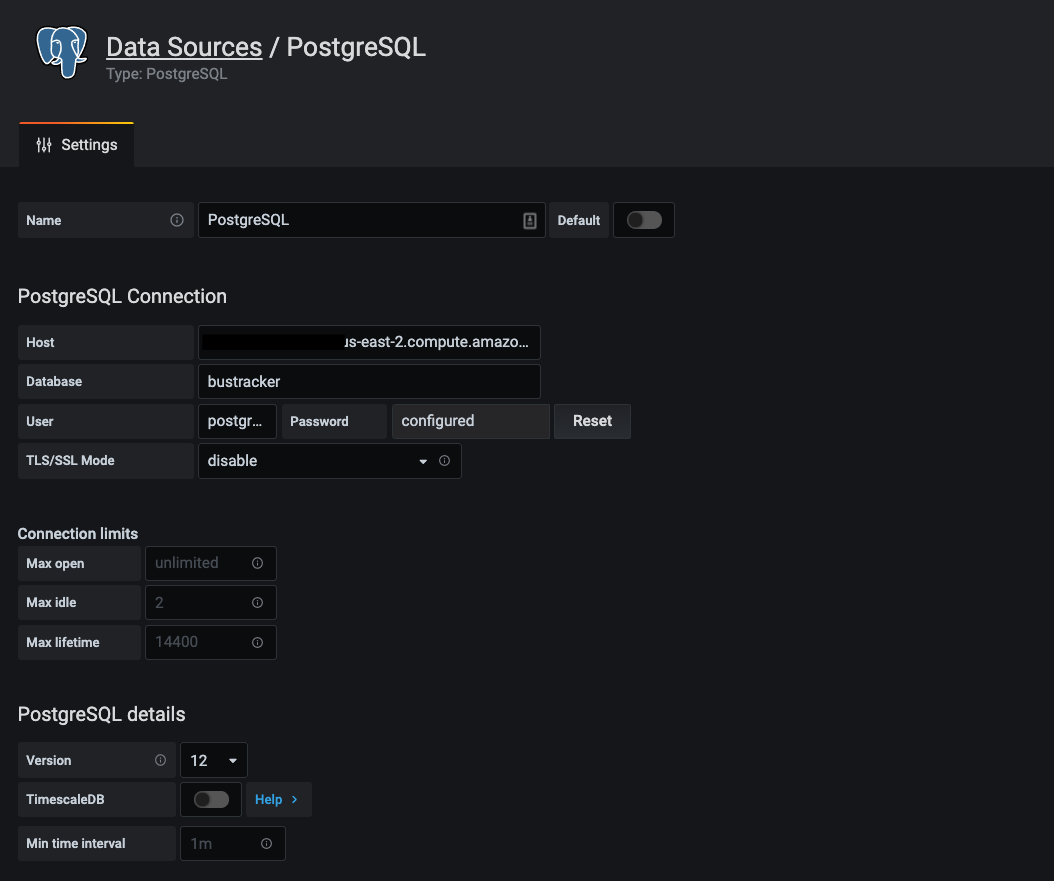 Data Sources / PostgreSQL
Type: PostgreSQL
Settings
Name PostgreSQL Default
PostgreSQL Connection
Host us-east-2.compute.amazo...
Database bustracker
User postgr... Password configured Reset
TLS/SSL Mode disable
Connection limits
Max open unlimited
Max idle 2
Max lifetime 14400
PostgreSQL details
Version 12
TimescaleDB Help
Min time interval 1m